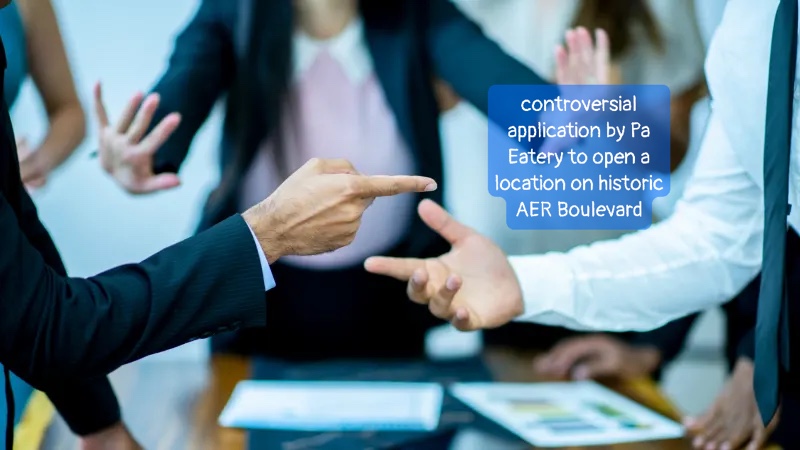 controversial
application by Pa
Eatery to open a
location on historic
AER Boulevard